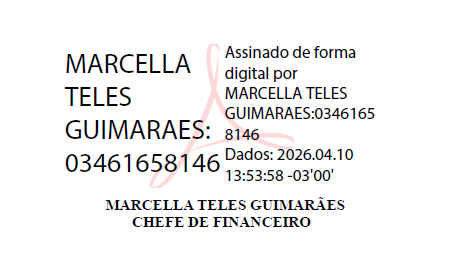 MARCELLA
TELES
GUIMARAES:
03461658146
Assinado de forma
digital por
MARCELLA TELES
GUIMARAES:0346165
8146
Dados: 2026.04.10
13:53:58 -03'00'
MARCELLA TELES GUIMARÃES
CHEFE DE FINANCEIRO